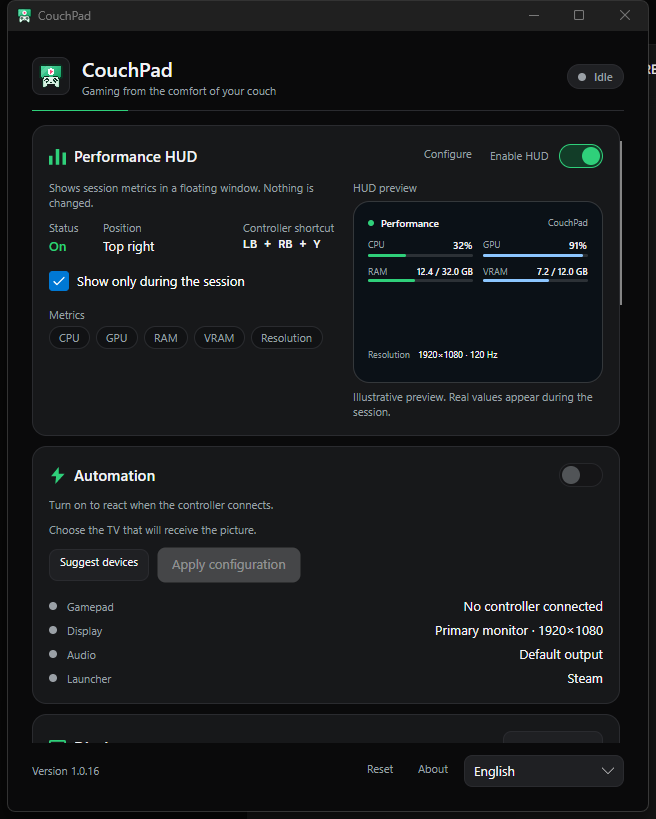 CouchPad
CouchPad
Gaming from the comfort of your couch
Idle
Performance HUD
Configure
Enable HUD
Shows session metrics in a floating window. Nothing is
changed.
Status
Position
Controller shortcut
On
Top right
LB + RB + Y
Show only during the session
Metrics
CPU
GPU
RAM
VRAM
Resolution
HUD preview
Performance
CouchPad
CPU
32%
GPU
91%
RAM
12.4 / 32.0 GB
VRAM
7.2 / 12.0 GB
Resolution
1920×1080 · 120 Hz
Illustrative preview. Real values appear during the
session.
Automation
Turn on to react when the controller connects.
Choose the TV that will receive the picture.
Suggest devices
Apply configuration
Gamepad
No controller connected
Display
Primary monitor · 1920×1080
Audio
Default output
Launcher
Steam
Version 1.0.16
Reset
About
English